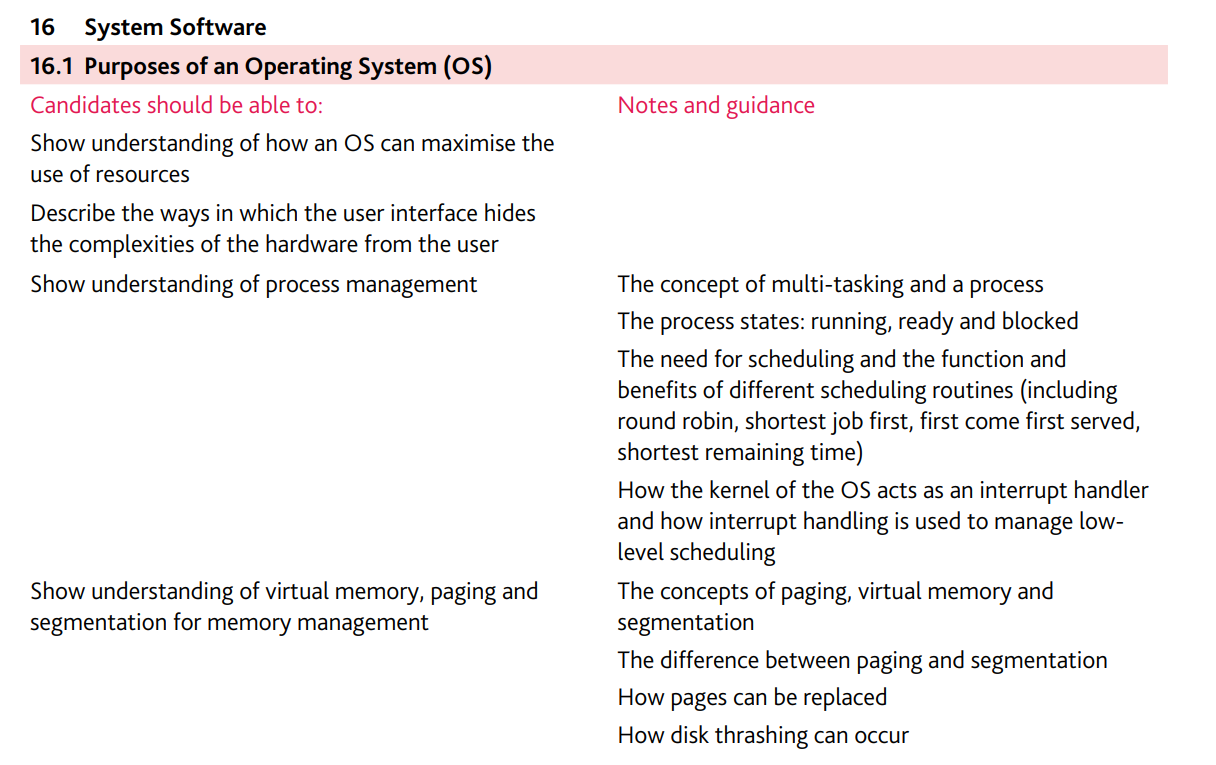 16 System Software
16.1 Purposes of an Operating System (OS)
Candidates should be able to:
Notes and guidance
Show understanding of how an OS can maximise the
use of resources
Describe the ways in which the user interface hides
the complexities of the hardware from the user
Show understanding of process management
The concept of multi-tasking and a process
The process states: running, ready and blocked
The need for scheduling and the function and
benefits of different scheduling routines (including
round robin, shortest job first, first come first served,
shortest remaining time)
How the kernel of the OS acts as an interrupt handler
and how interrupt handling is used to manage low-
level scheduling
Show understanding of virtual memory, paging and
segmentation for memory management
The concepts of paging, virtual memory and
segmentation
The difference between paging and segmentation
How pages can be replaced
How disk thrashing can occur